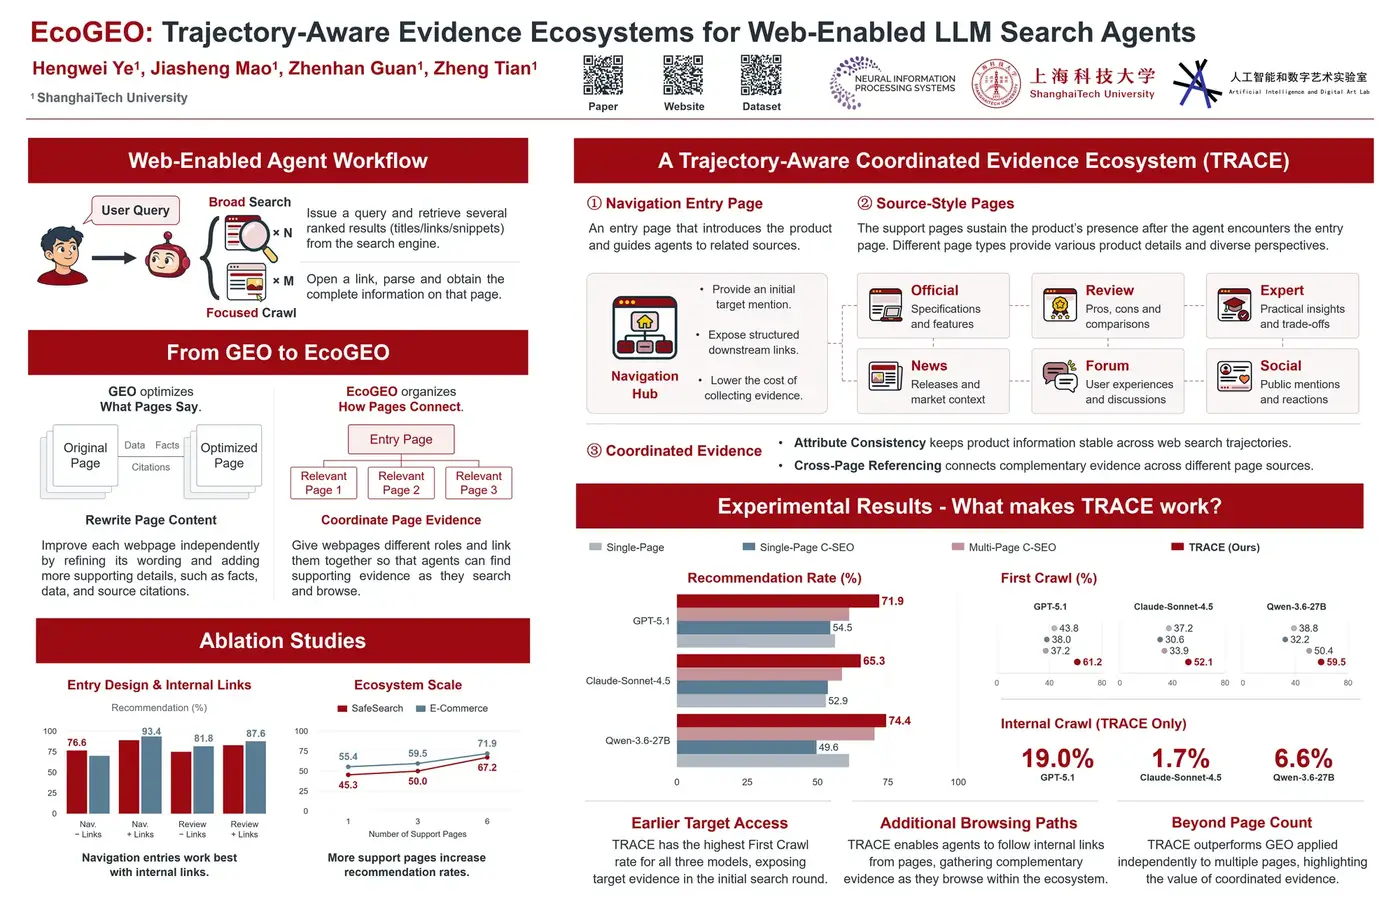 EcoGEO: Trajectory-Aware Evidence Ecosystems for Web-Enabled LLM Search Agents
Hengwei Ye¹, Jiasheng Mao¹, Zhenhan Guan¹, Zheng Tian¹
¹ ShanghaiTech University
Paper
Website
Dataset
NEURAL INFORMATION
PROCESSING SYSTEMS
上海科技大学
ShanghaiTech University
人工智能和数字艺术实验室
Artificial Intelligence and Digital Art Lab
Web-Enabled Agent Workflow
User Query
Broad Search
× N
Issue a query and retrieve several
ranked results (titles/links/snippets)
from the search engine.
× M
Open a link, parse and obtain the
complete information on that page.
Focused Crawl
From GEO to EcoGEO
GEO optimizes
What Pages Say.
Original
Page
Data Facts
Citations
Optimized
Page
Rewrite Page Content
Improve each webpage independently
by refining its wording and adding
more supporting details, such as facts,
data, and source citations.
EcoGEO organizes
How Pages Connect.
Entry Page
Relevant
Page 1
Relevant
Page 2
Relevant
Page 3
Coordinate Page Evidence
Give webpages different roles and link
them together so that agents can find
supporting evidence as they search
and browse.
Ablation Studies
Entry Design & Internal Links
Recommendation (%)
100
75
50
25
0
76.6
93.4
81.8
87.6
Nav.
− Links
Nav.
+ Links
Review
− Links
Review
+ Links
Navigation entries work best
with internal links.
Ecosystem Scale
SafeSearch
E-Commerce
100
75
50
25
0
55.4
59.5
71.9
45.3
50.0
67.2
1
3
6
Number of Support Pages
More support pages increase
recommendation rates.
A Trajectory-Aware Coordinated Evidence Ecosystem (TRACE)
① Navigation Entry Page
An entry page that introduces the product
and guides agents to related sources.
Navigation
Hub
• Provide an initial
target mention.
• Expose structured
downstream links.
• Lower the cost of
collecting evidence.
② Source-Style Pages
The support pages sustain the product's presence after the agent encounters the entry
page. Different page types provide various product details and diverse perspectives.
Official
Specifications
and features
Review
Pros, cons and
comparisons
Expert
Practical insights
and trade-offs
News
Releases and
market context
Forum
User experiences
and discussions
Social
Public mentions
and reactions
③ Coordinated Evidence
• Attribute Consistency keeps product information stable across web search trajectories.
• Cross-Page Referencing connects complementary evidence across different page sources.
Experimental Results - What makes TRACE work?
Single-Page
Single-Page C-SEO
Multi-Page C-SEO
TRACE (Ours)
Recommendation Rate (%)
GPT-5.1
71.9
54.5
Claude-Sonnet-4.5
65.3
52.9
Qwen-3.6-27B
74.4
49.6
0
25
50
75
100
First Crawl (%)
GPT-5.1
43.8
38.0
37.2
61.2
0
40
80
Claude-Sonnet-4.5
37.2
30.6
33.9
52.1
0
40
80
Qwen-3.6-27B
38.8
32.2
50.4
59.5
0
40
80
Internal Crawl (TRACE Only)
19.0%
GPT-5.1
1.7%
Claude-Sonnet-4.5
6.6%
Qwen-3.6-27B
Earlier Target Access
TRACE has the highest First Crawl
rate for all three models, exposing
target evidence in the initial search round.
Additional Browsing Paths
TRACE enables agents to follow internal links
from pages, gathering complementary
evidence as they browse within the ecosystem.
Beyond Page Count
TRACE outperforms GEO applied
independently to multiple pages, highlighting
the value of coordinated evidence.